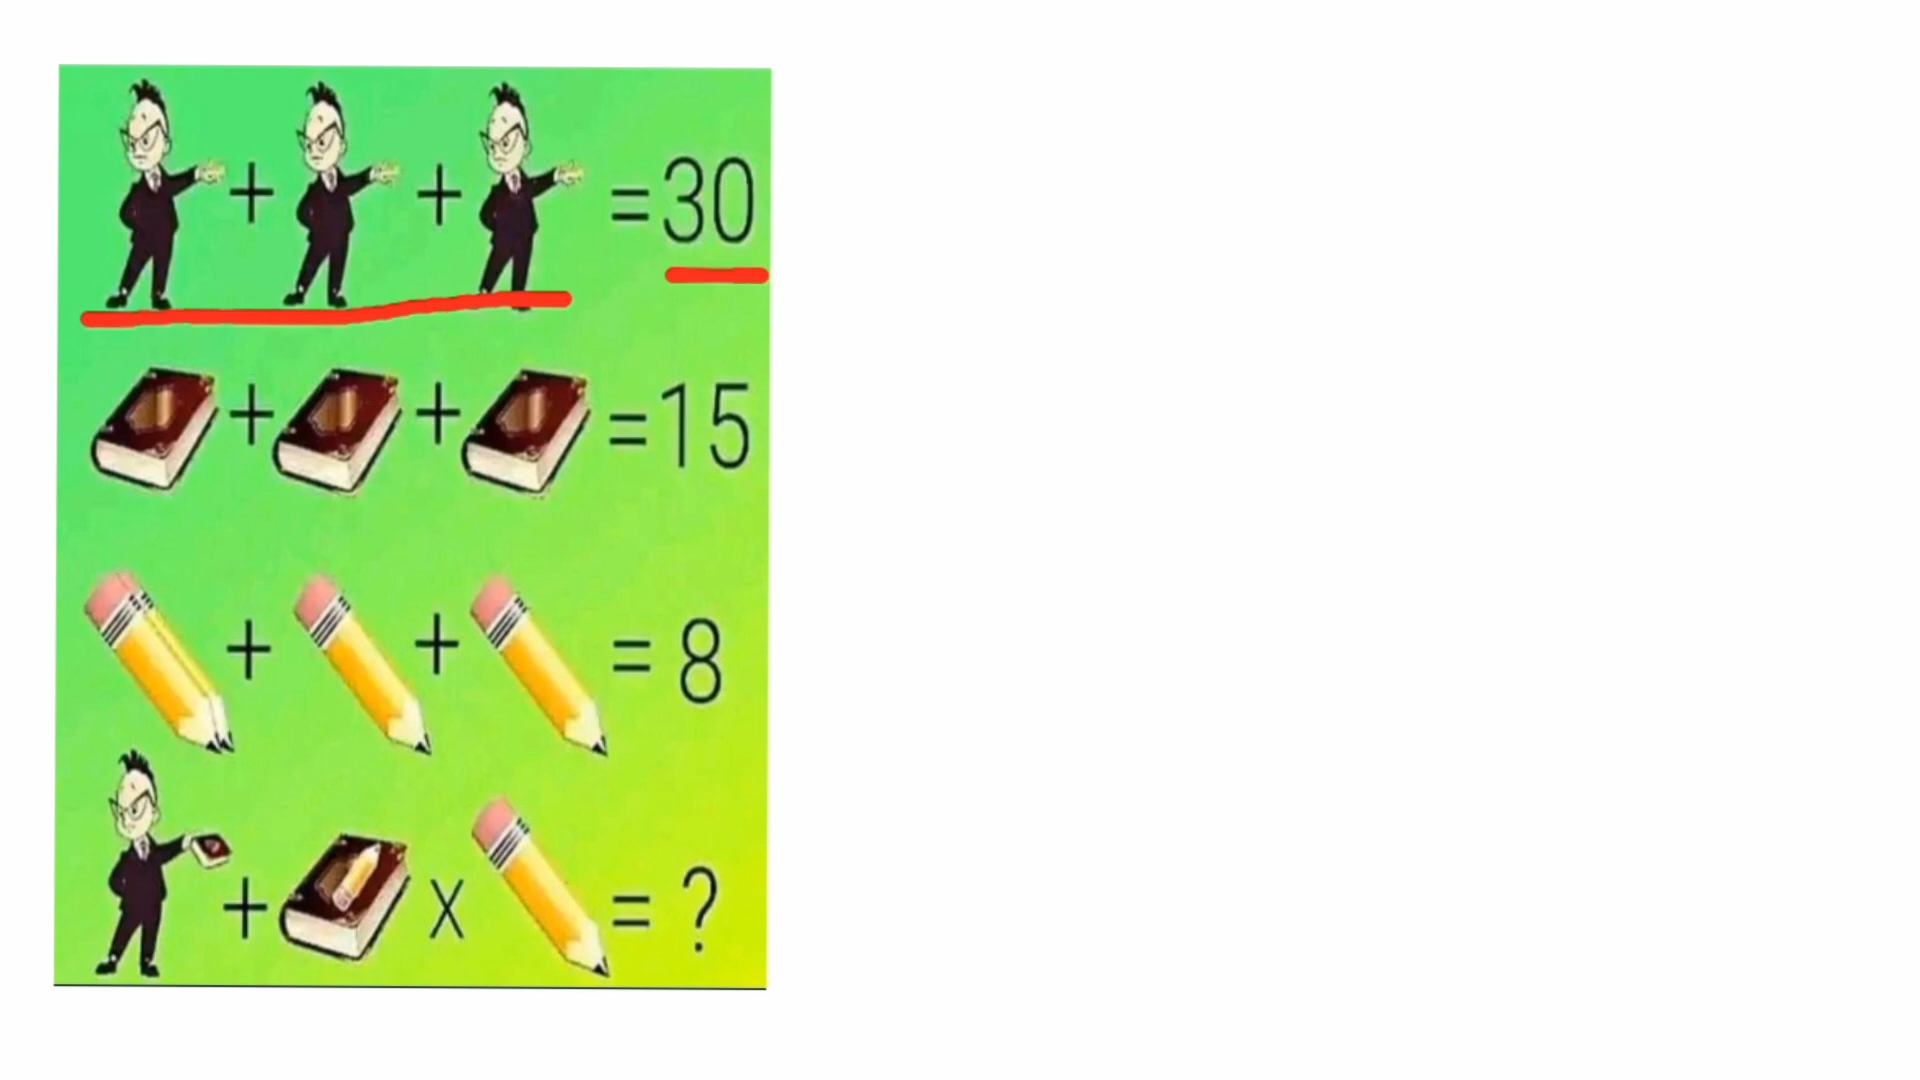 + + =30
+ + =15
+ + = 8
+ x = ?